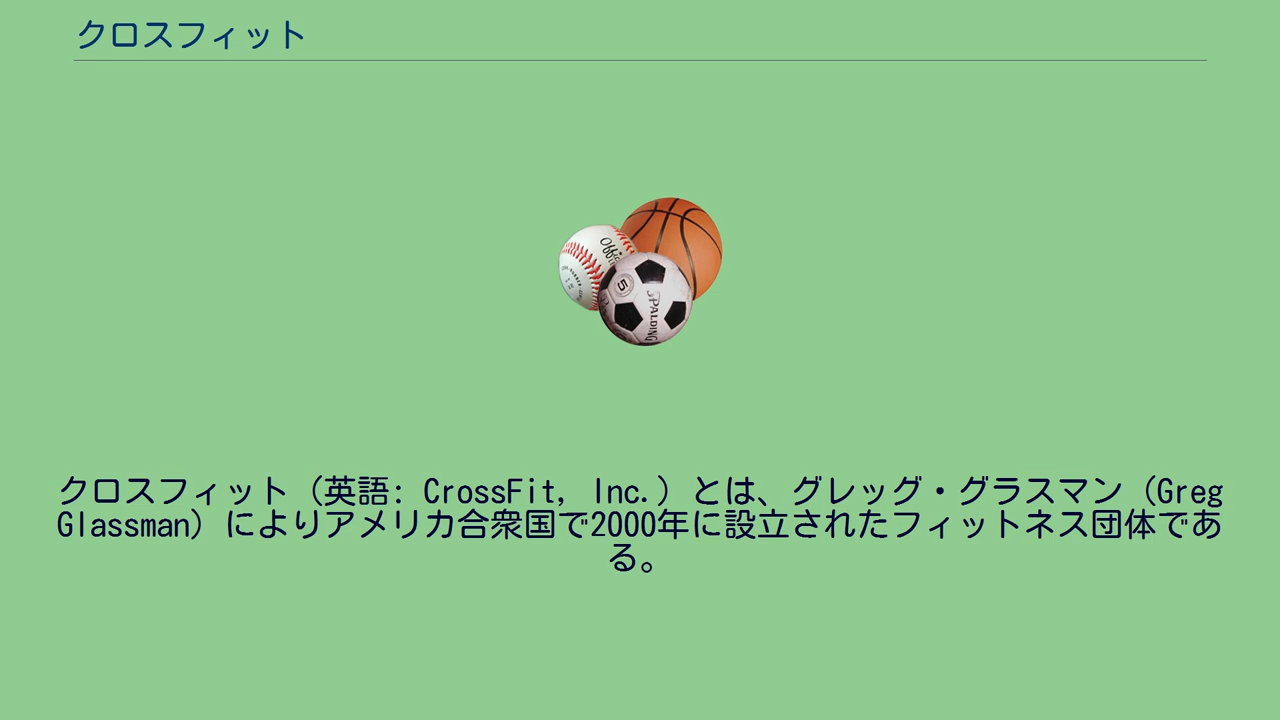 クロスフィット
Offic
5
SPALDING
クロスフィット（英語: CrossFit, Inc.）とは、グレッグ・グラスマン（Greg
Glassman）によりアメリカ合衆国で2000年に設立されたフィットネス団体であ
る。